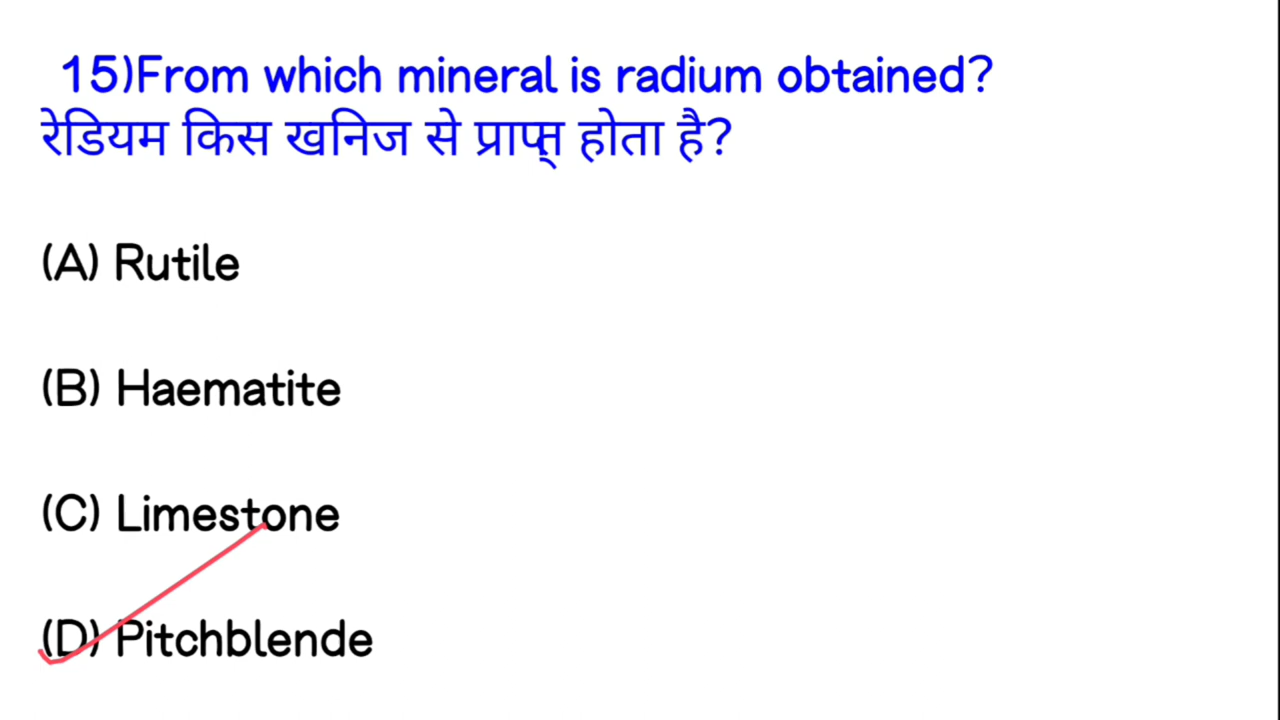 15)From which mineral is radium obtained?
रेडियम किस खनिज से प्राप्त होता है?
(A) Rutile
(B) Haematite
(C) Limestone
(D) Pitchblende